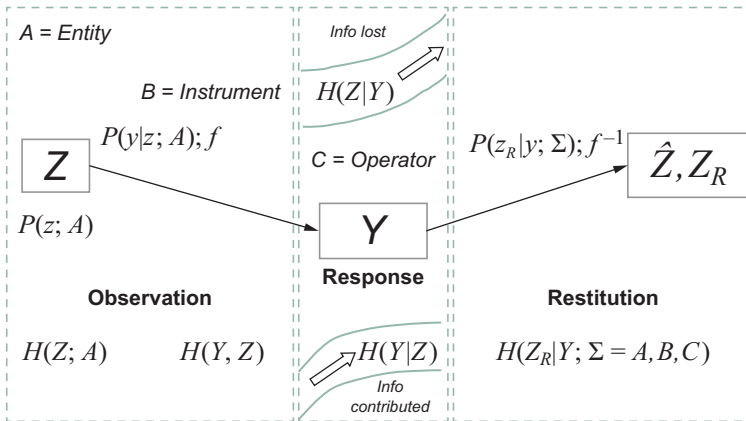 A = Entity
B = Instrument
P(y|z; A); f
Z
P(z; A)
Observation
H(Z; A) H(Y, Z)
Info lost
H(Z|Y)
C = Operator
Y
Response
H(Y|Z)
Info
contributed
P(z_R|y; Σ); f⁻¹
Ẑ, Z_R
Restitution
H(Z_R|Y; Σ = A, B, C)